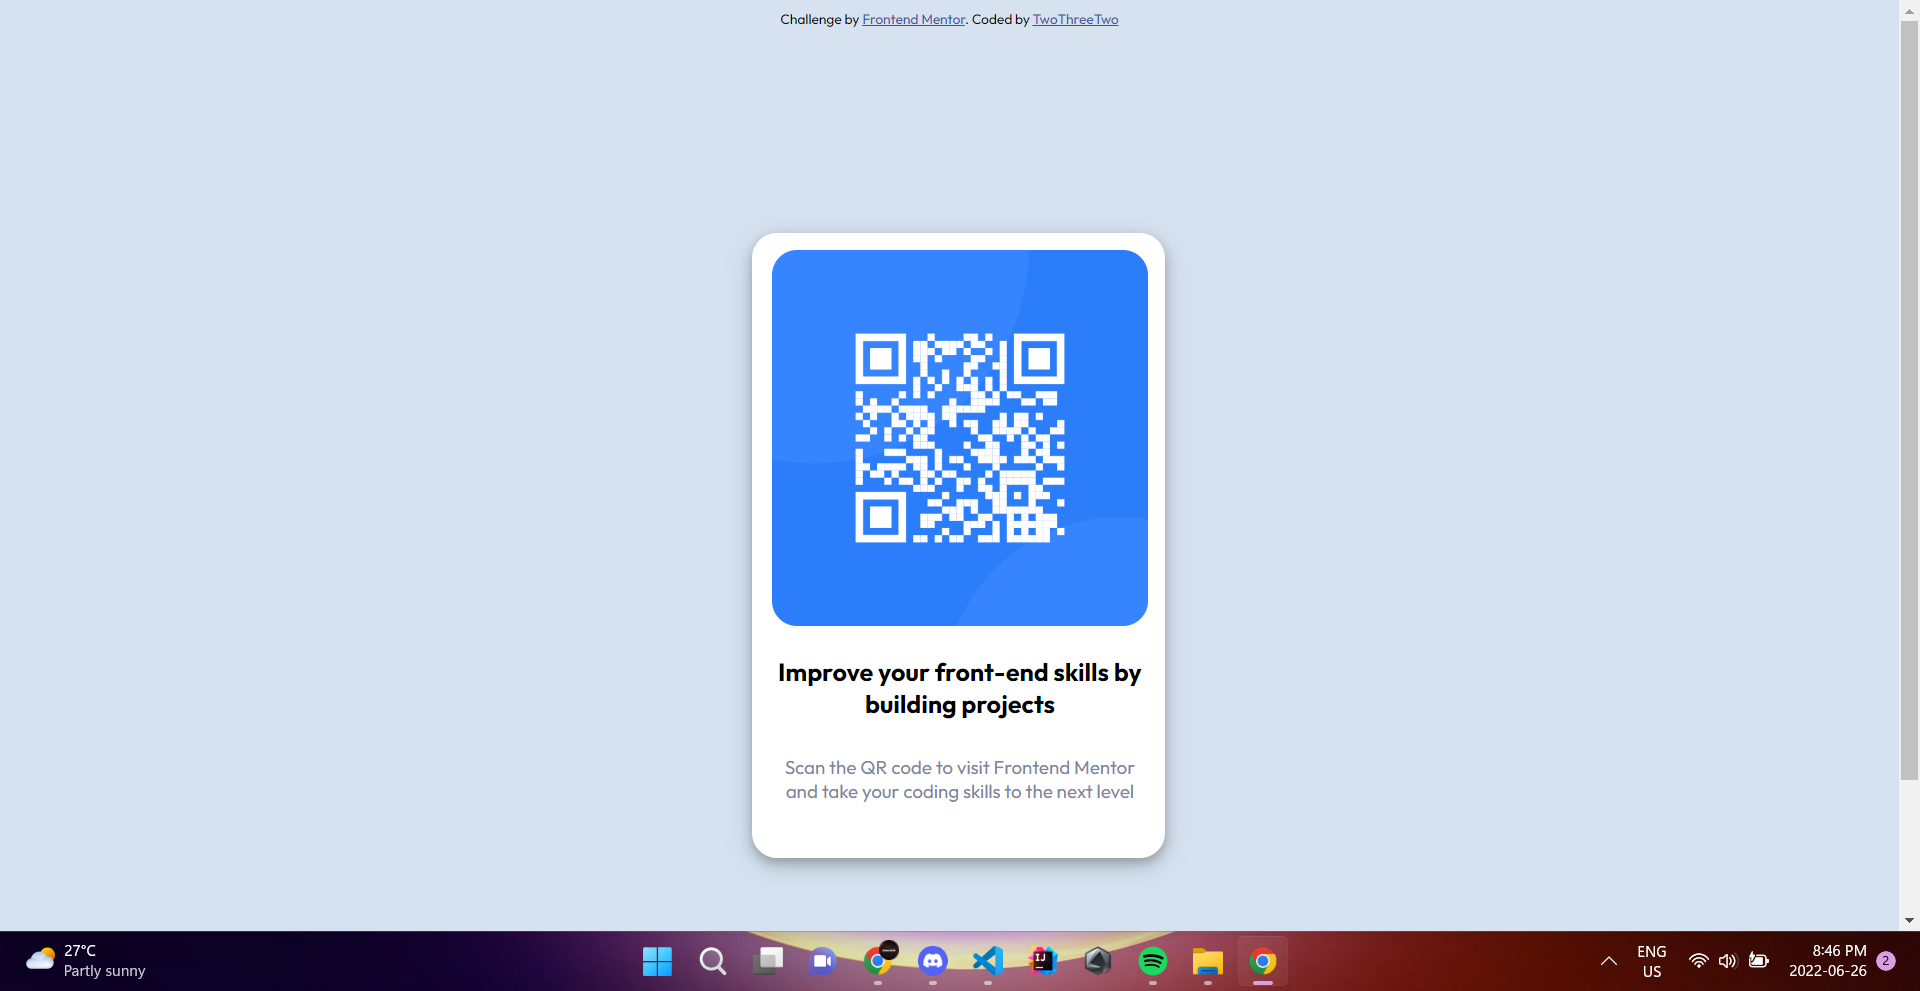 Challenge by Frontend Mentor. Coded by TwoThreeTwo
Improve your front-end skills by
building projects
Scan the QR code to visit Frontend Mentor
and take your coding skills to the next level
27°C
Partly sunny
IJ
ENG
US
8:46 PM
2022-06-26
2